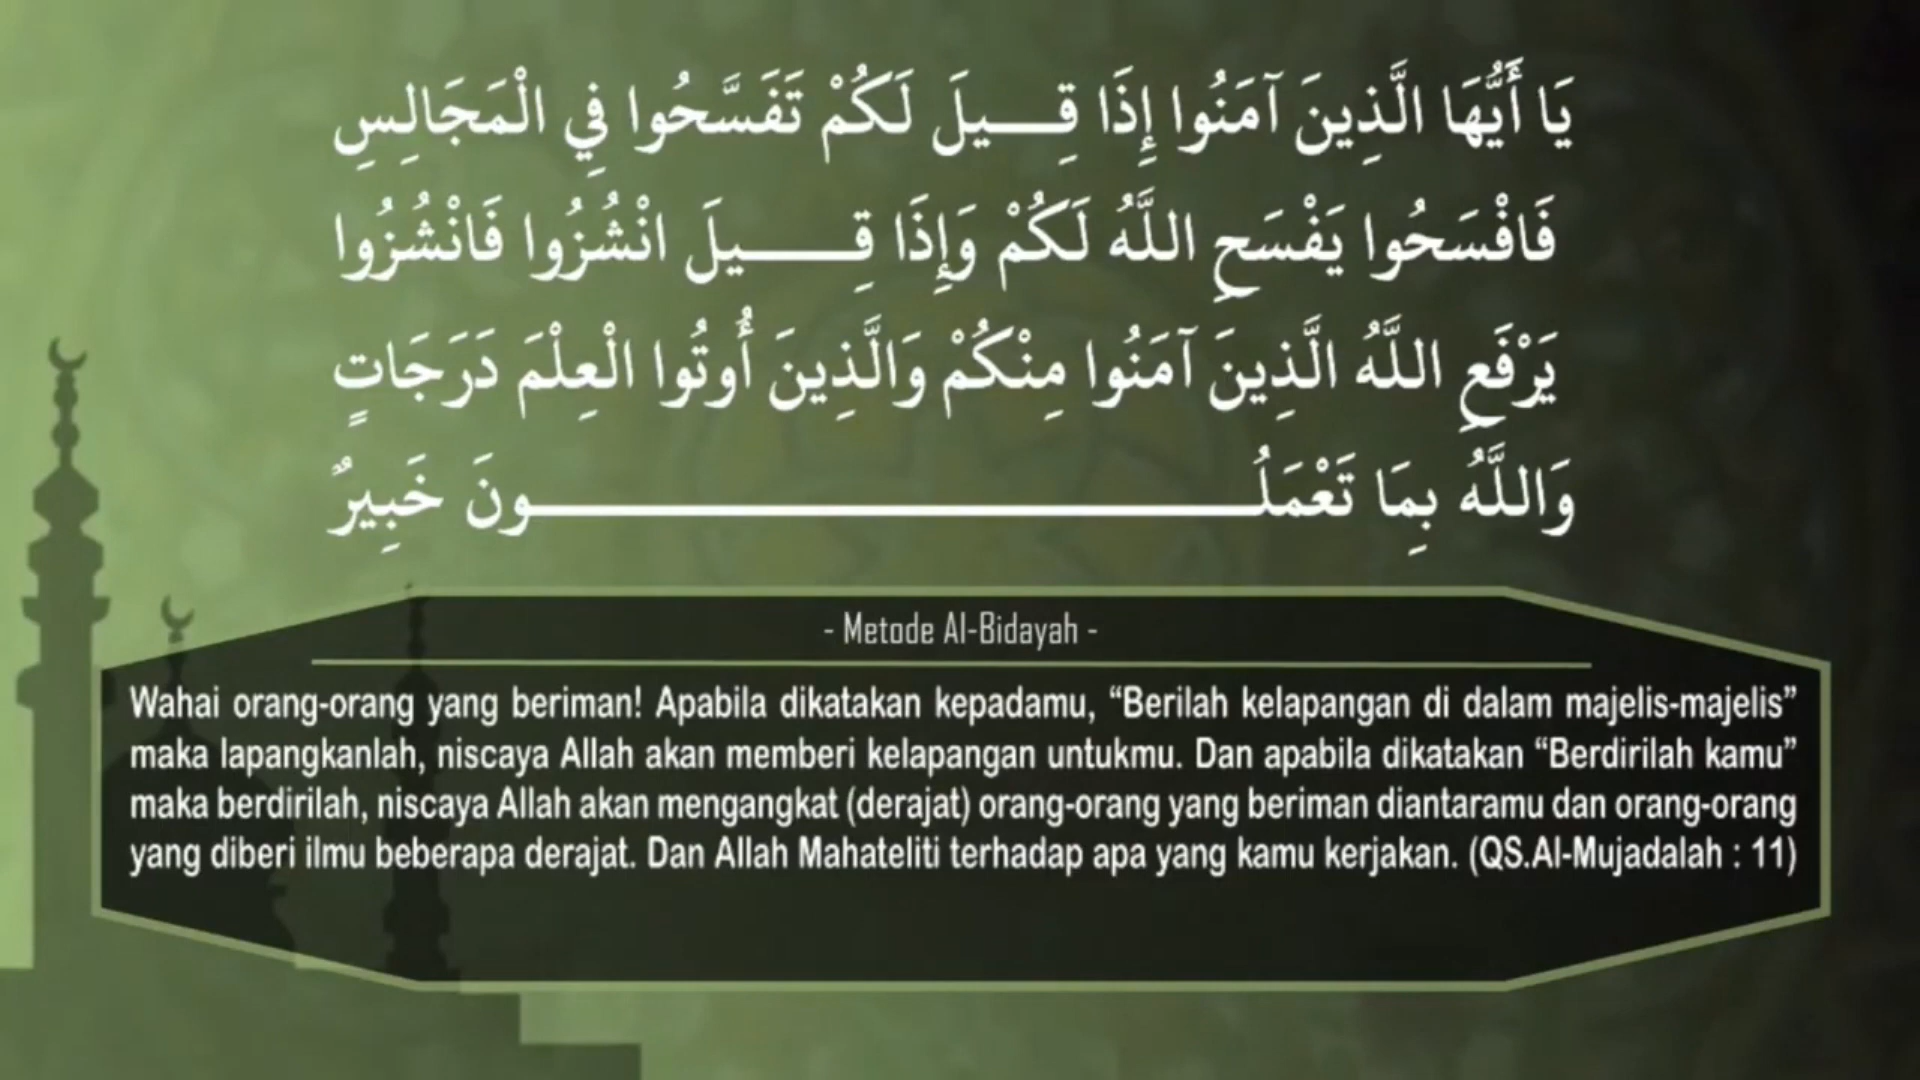 يَا أَيُّهَا الَّذِينَ آمَنُوا إِذَا قِيلَ لَكُمْ تَفَسَّحُوا فِي الْمَجَالِسِ
فَافْسَحُوا يَفْسَحِ اللَّهُ لَكُمْ وَإِذَا قِيلَ انْشُزُوا فَانْشُزُوا
يَرْفَعِ اللَّهُ الَّذِينَ آمَنُوا مِنْكُمْ وَالَّذِينَ أُوتُوا الْعِلْمَ دَرَجَاتٍ
وَاللَّهُ بِمَا تَعْمَلُونَ خَبِيرٌ
- Metode Al-Bidayah -
Wahai orang-orang yang beriman! Apabila dikatakan kepadamu, “Berilah kelapangan di dalam majelis-majelis”
maka lapangkanlah, niscaya Allah akan memberi kelapangan untukmu. Dan apabila dikatakan “Berdirilah kamu”
maka berdirilah, niscaya Allah akan mengangkat (derajat) orang-orang yang beriman diantaramu dan orang-orang
yang diberi ilmu beberapa derajat. Dan Allah Mahateliti terhadap apa yang kamu kerjakan. (QS.Al-Mujadalah : 11)